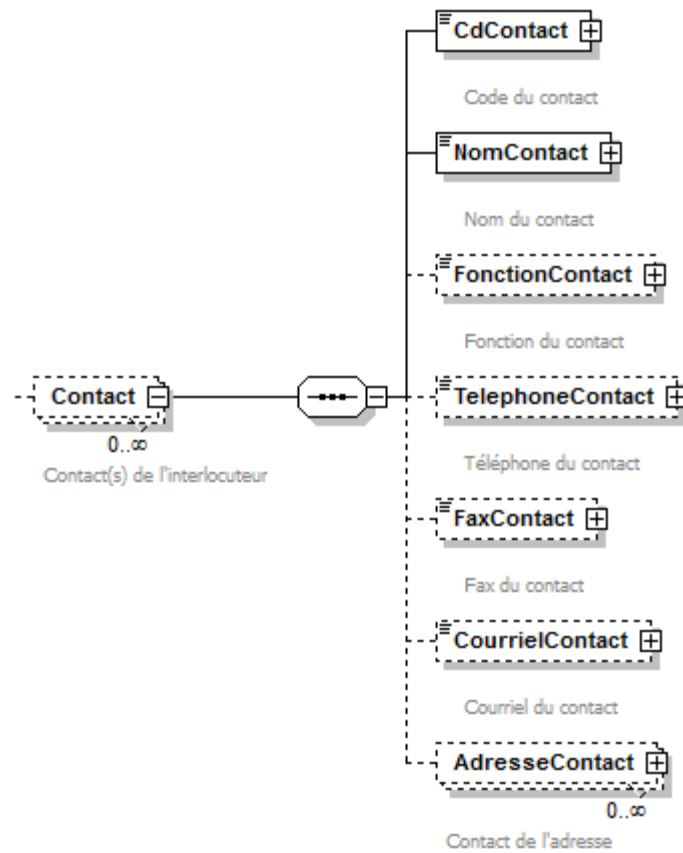 CdContact
Code du contact
NomContact
Nom du contact
FonctionContact
Fonction du contact
Contact
0..∞
Contact(s) de l'interlocuteur
TelephoneContact
Téléphone du contact
FaxContact
Fax du contact
CourrielContact
Courriel du contact
AdresseContact
0..∞
Contact de l'adresse